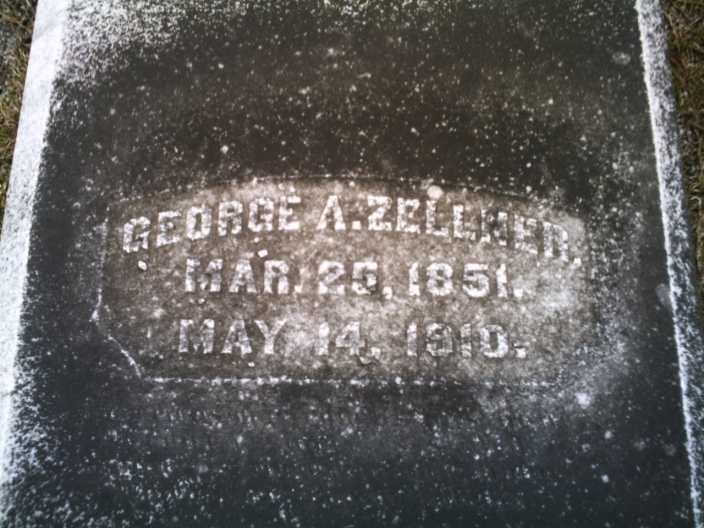 GEORGE A. ZELLNER.
MAR. 25, 1851.
MAY 14, 1910.